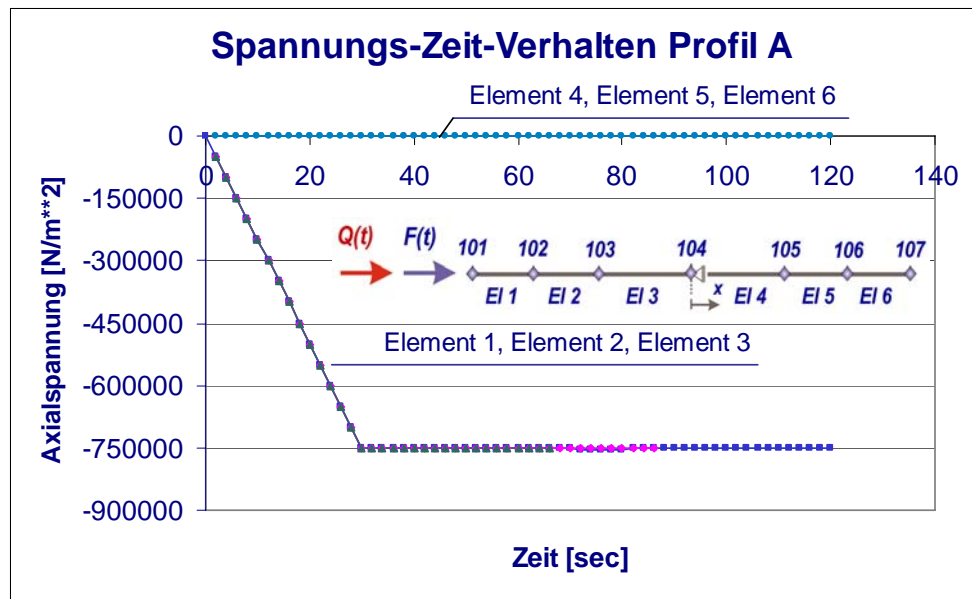 Spannungs-Zeit-Verhalten Profil A
Element 4, Element 5, Element 6
0
0 20 40 60 80 100 120 140
-150000
-300000
-450000
-600000
-750000
-900000
Axialspannung [N/m**2]
Q(t) F(t) 101 102 103 104 105 106 107
El 1 El 2 El 3 x El 4 El 5 El 6
Element 1, Element 2, Element 3
Zeit [sec]